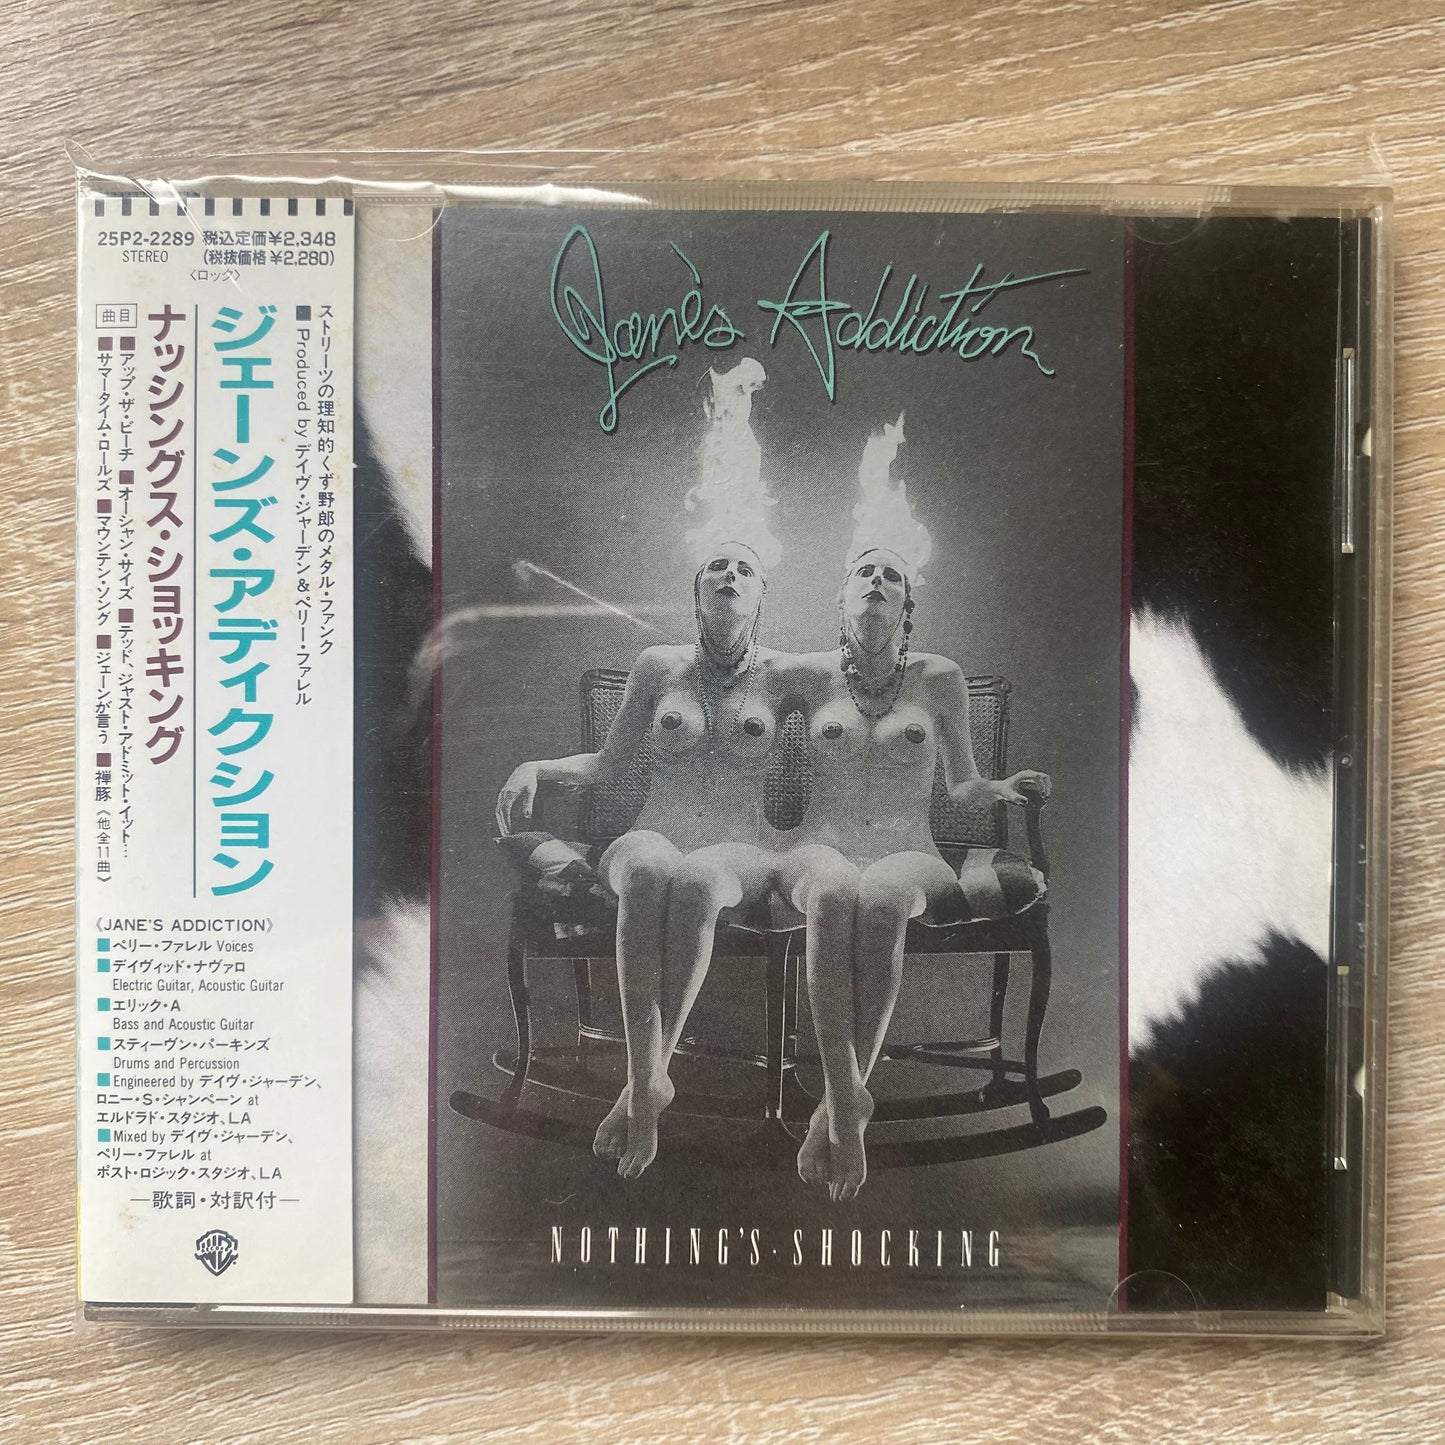 25P2-2289 税込定価¥2,348
STEREO (税抜価格 ¥2,280)
〈ロック〉
ストリーツの理知的くず野郎のメタル・ファンク
■Produced by デイヴ・ジャーデン&ペリー・ファレル
ジェーンズ・アディクション
ナッシングス・ショッキング
曲目
■アップ・ザ・ビーチ ■オーシャン・サイズ ■テッド、ジャスト・アドミット・イット…
■サマータイム・ロールズ ■マウンテン・ソング ■ジェーンが言う ■禅豚 《他全11曲》
《JANE'S ADDICTION》
■ペリー・ファレル Voices
■デイヴィッド・ナヴァロ
Electric Guitar, Acoustic Guitar
■エリック・A
Bass and Acoustic Guitar
■スティーヴン・パーキンズ
Drums and Percussion
■Engineered by デイヴ・ジャーデン、
ロニー・S・シャンペーン at
エルドラド・スタジオ、LA
■Mixed by デイヴ・ジャーデン、
ペリー・ファレル at
ポスト・ロジック・スタジオ、LA
—歌詞・対訳付—
Jane's Addiction
NOTHING'S·SHOCKING